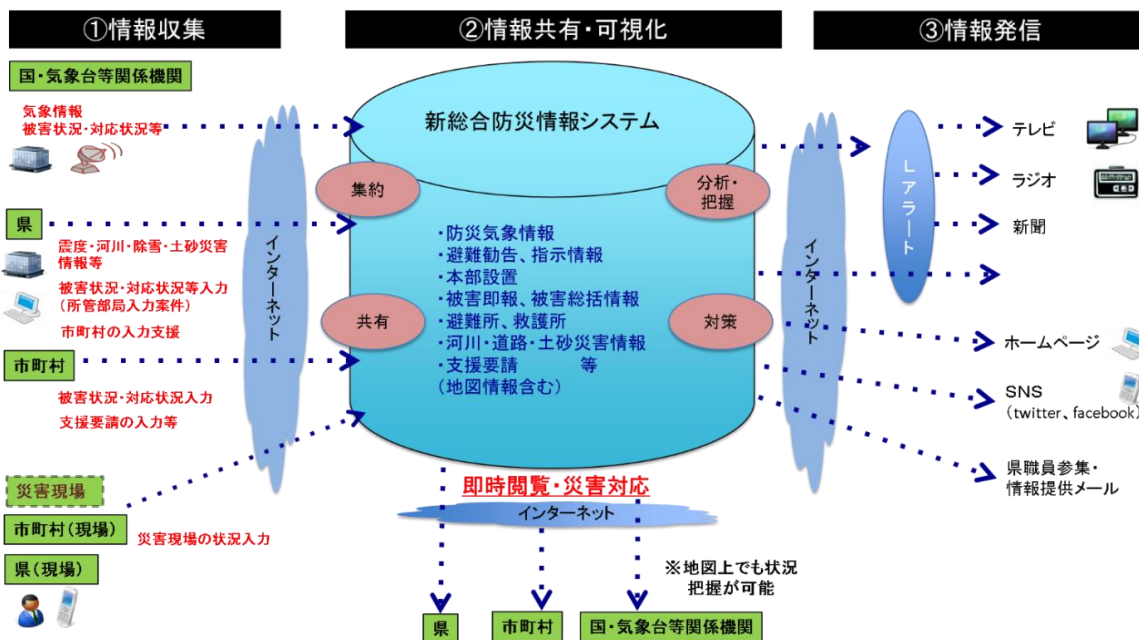 ①情報収集
②情報共有・可視化
③情報発信
国・気象台等関係機関
気象情報
被害状況・対応状況等
県
震度・河川・除雪・土砂災害
情報等
被害状況・対応状況等入力
（所管部局入力案件）
市町村の入力支援
市町村
被害状況・対応状況入力
支援要請の入力等
災害現場
市町村（現場）
災害現場の状況入力
県（現場）
インターネット
新総合防災情報システム
集約
分析・
把握
共有
対策
・防災気象情報
・避難勧告、指示情報
・本部設置
・被害即報、被害総括情報
・避難所、救護所
・河川・道路・土砂災害情報
・支援要請　　　等
（地図情報含む）
即時閲覧・災害対応
インターネット
※地図上でも状況
把握が可能
県
市町村
国・気象台等関係機関
インターネット
Lアラート
テレビ
ラジオ
新聞
ホームページ
SNS
（twitter、facebook）
県職員参集・
情報提供メール